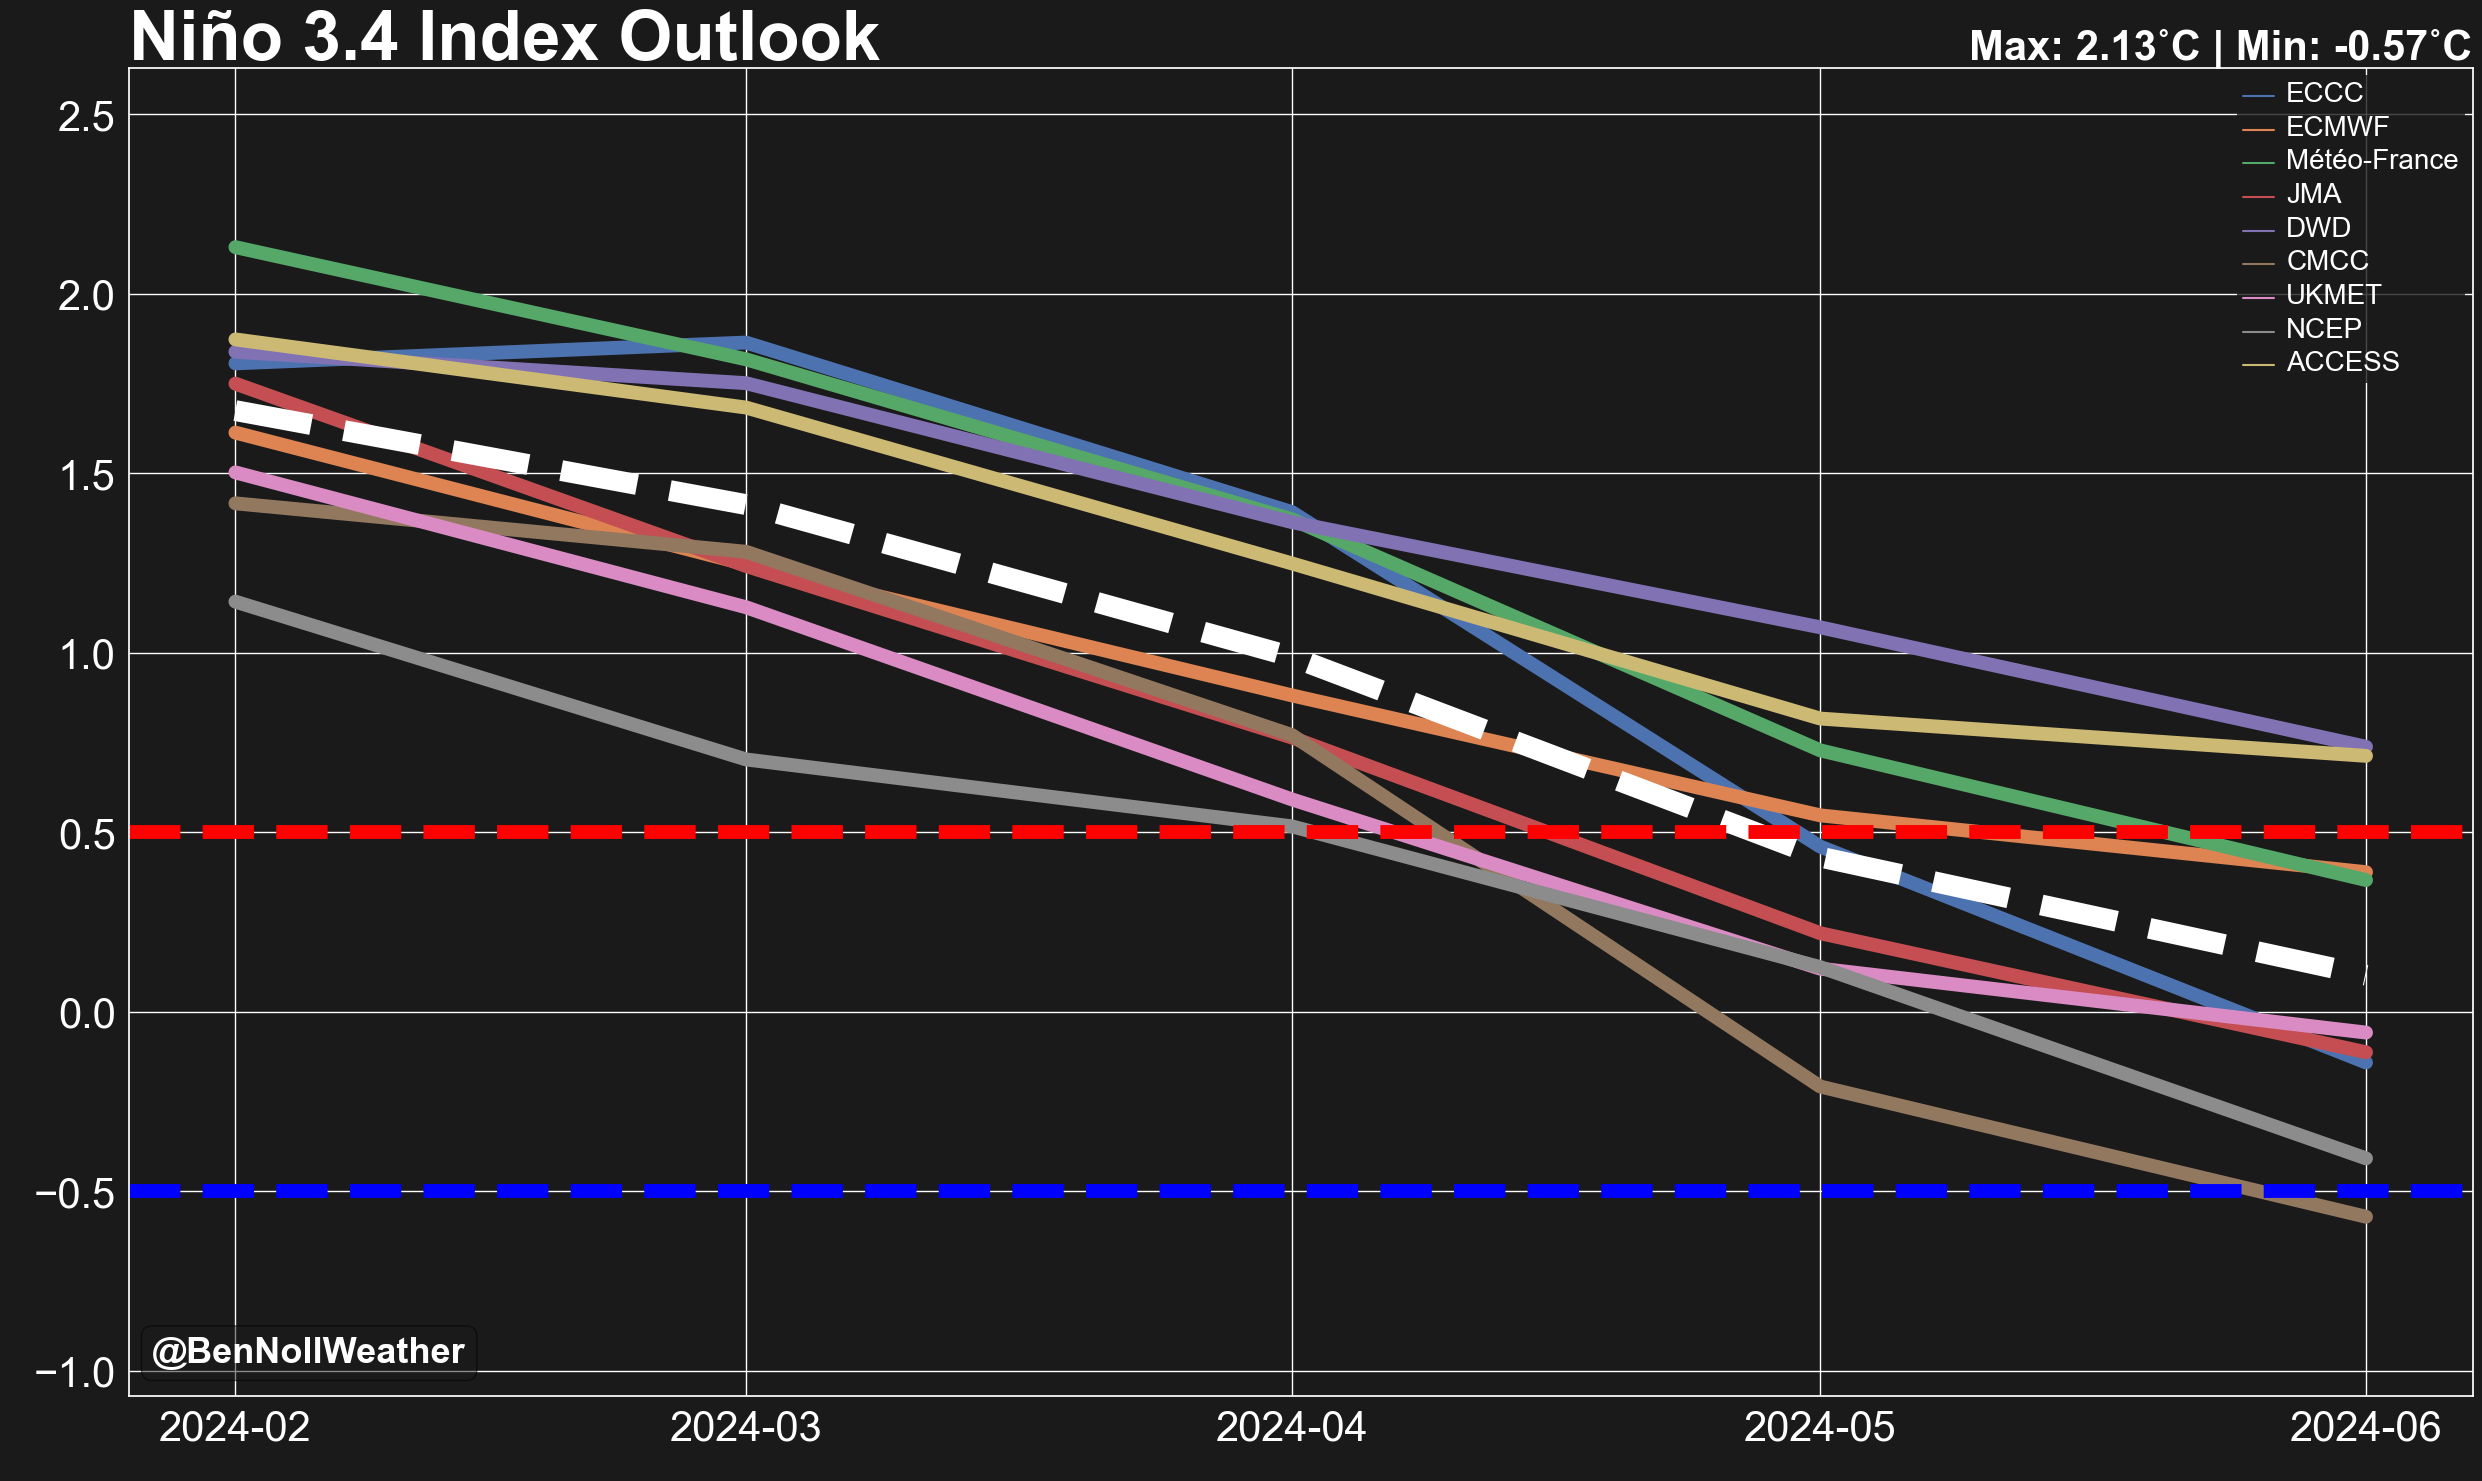 Niño 3.4 Index Outlook
Max: 2.13˚C | Min: -0.57˚C
ECCC
ECMWF
Météo-France
JMA
DWD
CMCC
UKMET
NCEP
ACCESS
2.5
2.0
1.5
1.0
0.5
0.0
−0.5
−1.0
@BenNollWeather
2024-02 2024-03 2024-04 2024-05 2024-06